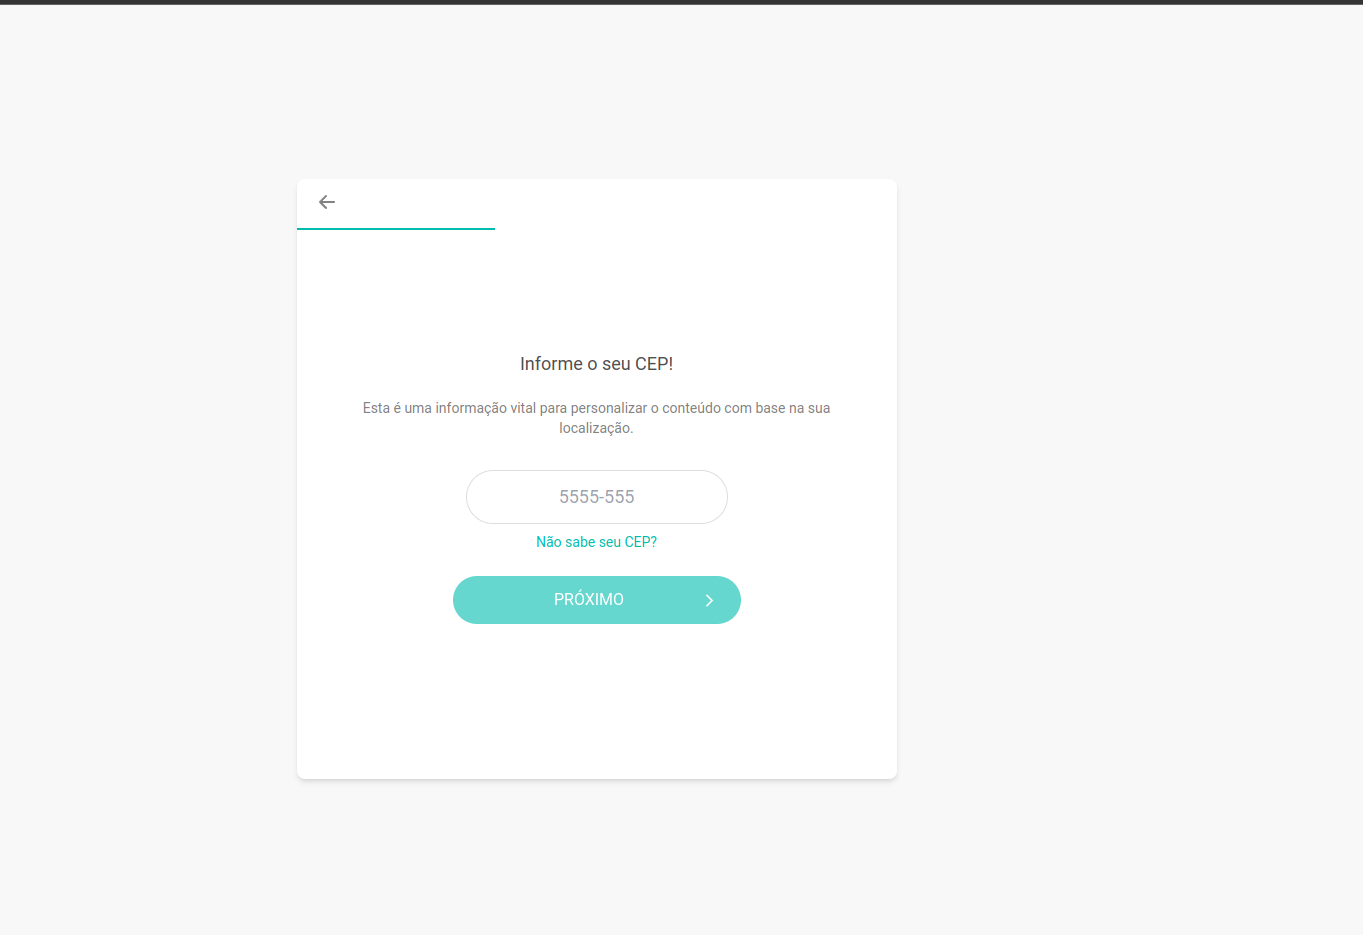 Informe o seu CEP!
Esta é uma informação vital para personalizar o conteúdo com base na sua
localização.
5555-555
Não sabe seu CEP?
PRÓXIMO